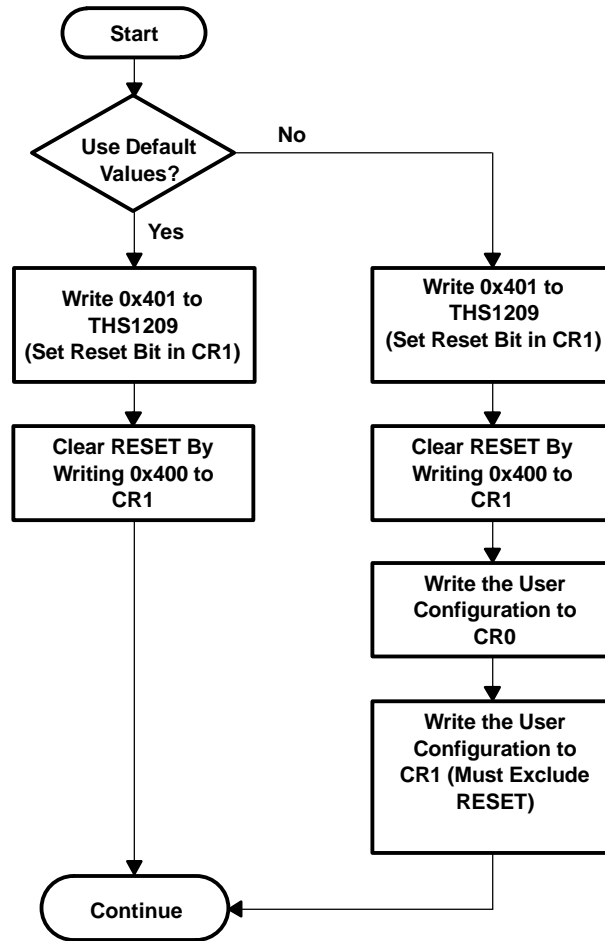 Start
Use Default
Values?
No
Yes
Write 0x401 to
THS1209
(Set Reset Bit in CR1)
Clear RESET By
Writing 0x400 to
CR1
Write 0x401 to
THS1209
(Set Reset Bit in CR1)
Clear RESET By
Writing 0x400 to
CR1
Write the User
Configuration to
CR0
Write the User
Configuration to
CR1 (Must Exclude
RESET)
Continue